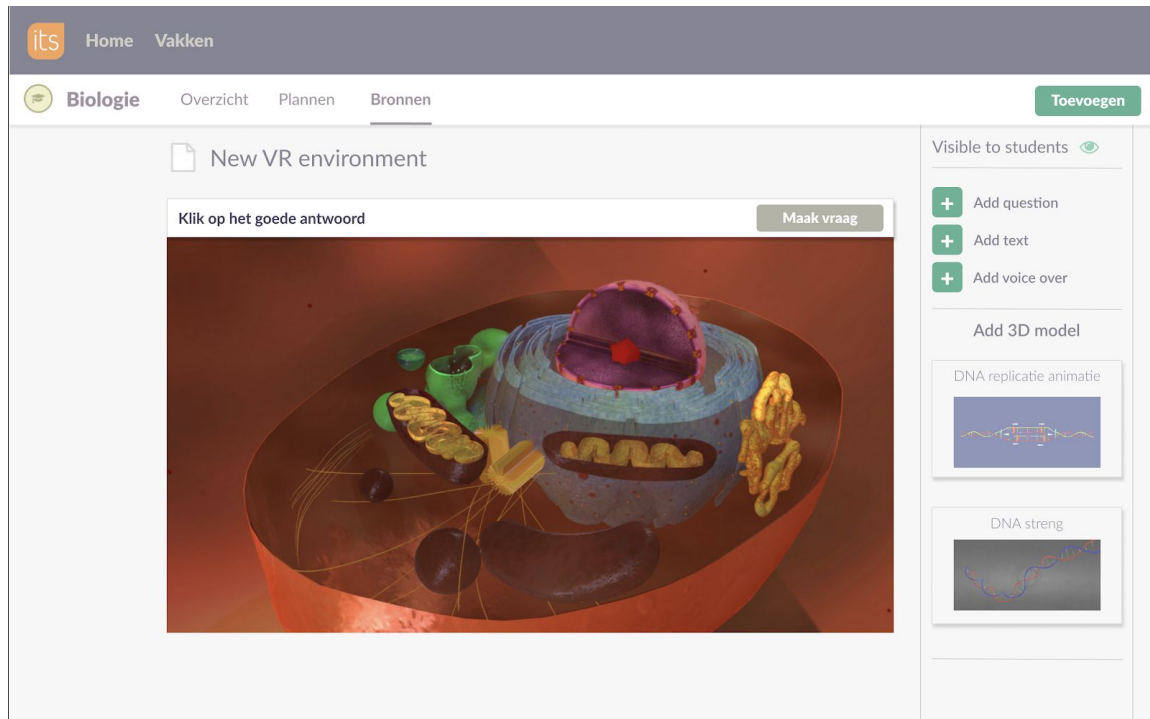 its
Home
Vakken
Biologie
Overzicht
Plannen
Bronnen
Toevoegen
New VR environment
Klik op het goede antwoord
Maak vraag
Visible to students
Add question
Add text
Add voice over
Add 3D model
DNA replicatie animatie
DNA streng